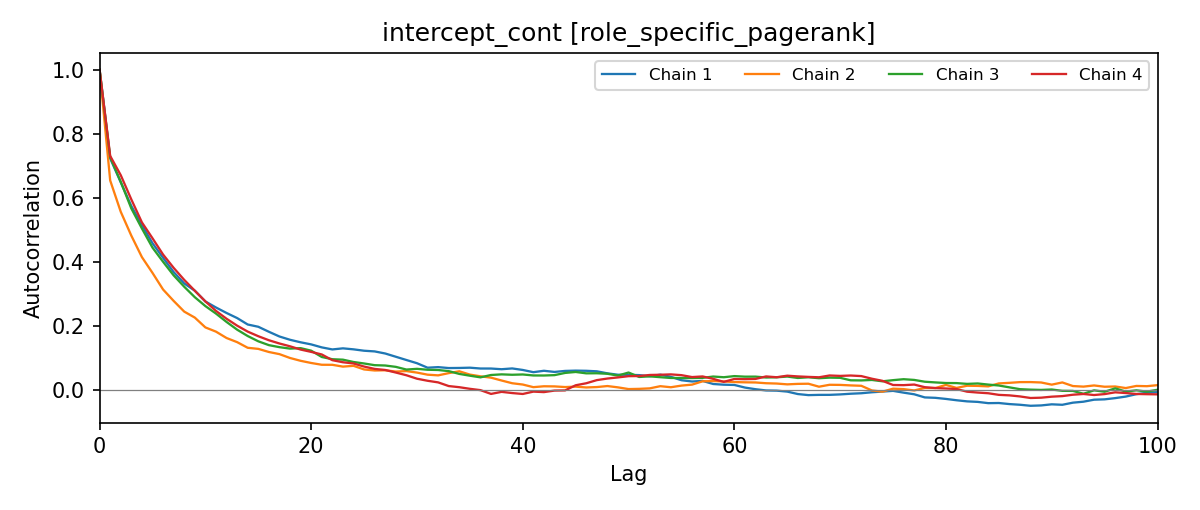 intercept_cont [role_specific_pagerank]
Chain 1 Chain 2 Chain 3 Chain 4
Autocorrelation
1.0
0.8
0.6
0.4
0.2
0.0
0 20 40 60 80 100
Lag